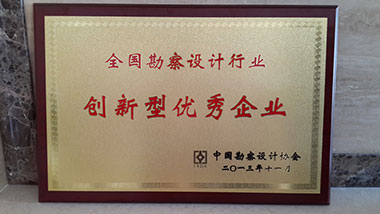 全国勘察设计行业
创新型优秀企业
中国勘察设计协会
二〇一三年十一月